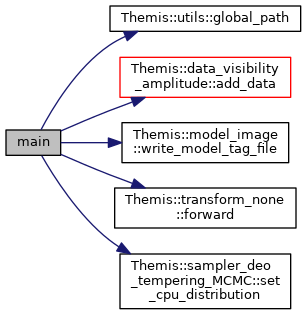 Themis::utils::global_path
Themis::data_visibility
_amplitude::add_data
main
Themis::model_image
::write_model_tag_file
Themis::transform_none
::forward
Themis::sampler_deo
_tempering_MCMC::set
_cpu_distribution